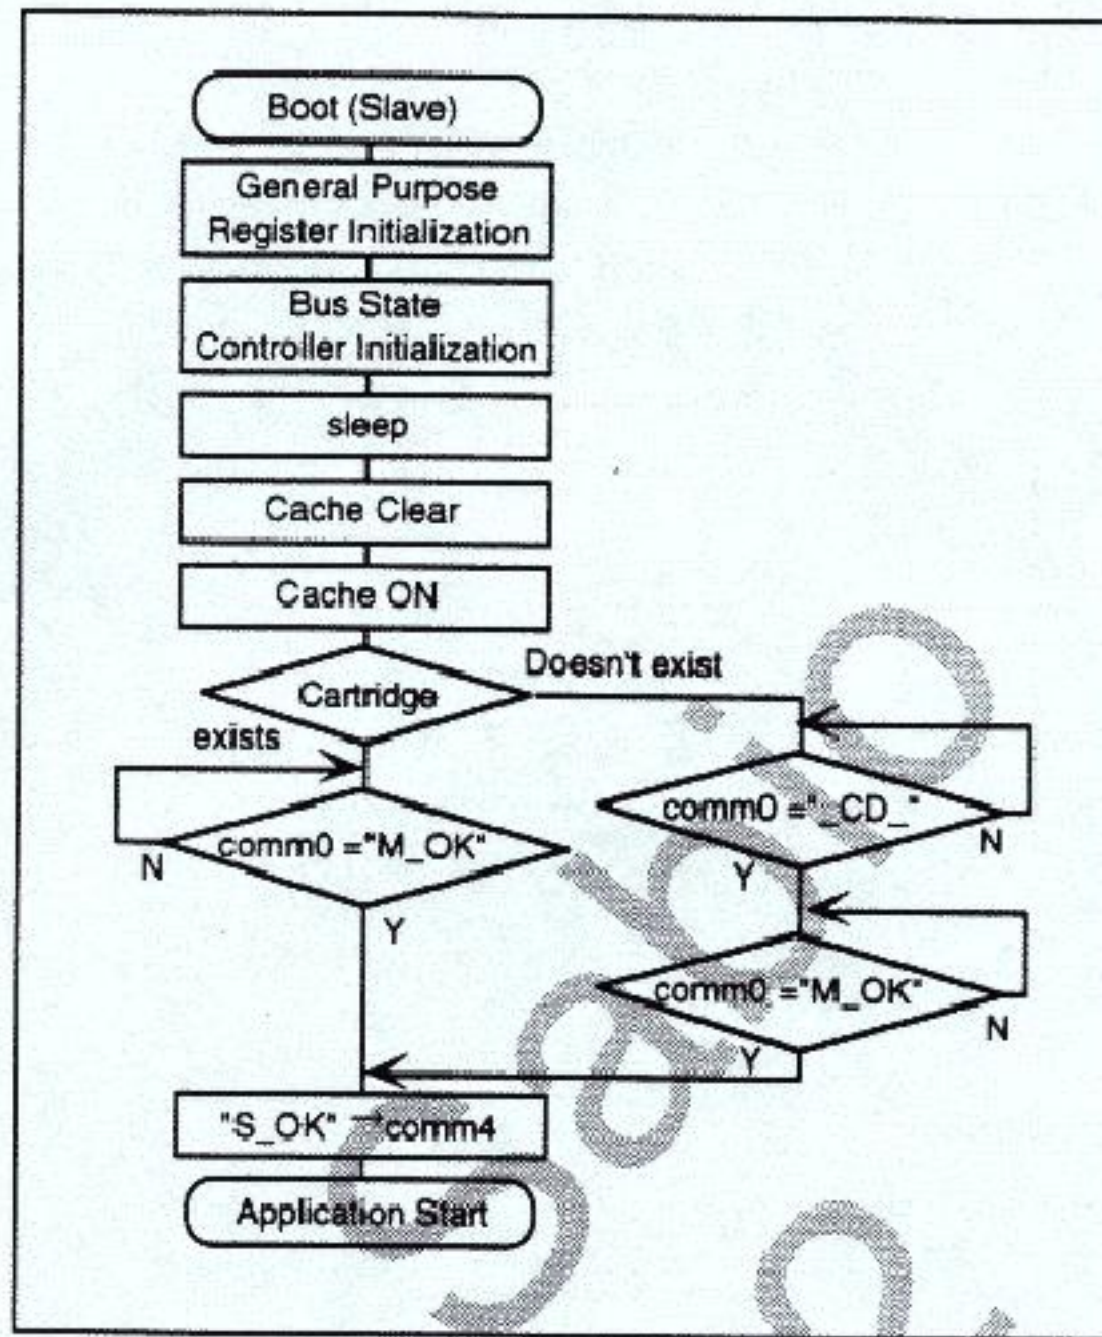 Boot (Slave)
General Purpose
Register Initialization
Bus State
Controller Initialization
sleep
Cache Clear
Cache ON
Cartridge
Doesn't exist
exists
comm0 ="M_OK"
N
Y
comm0 ="_CD_"
N
Y
comm0 ="M_OK"
N
Y
"S_OK" →comm4
Application Start